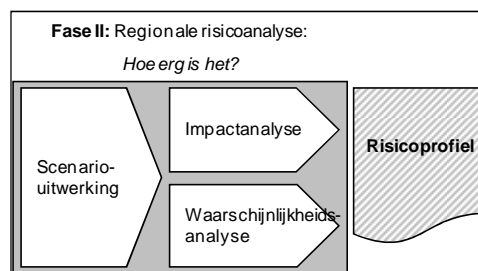 Fase II: Regionale risicoanalyse:
Hoe erg is het?
Scenario-
uitwerking
Impactanalyse
Waarschijnlijkheids-
analyse
Risicoprofiel